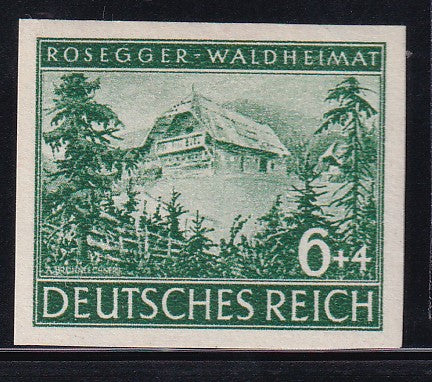 ROSEGGER-WALDHEIMAT
6+4
DEUTSCHES REICH